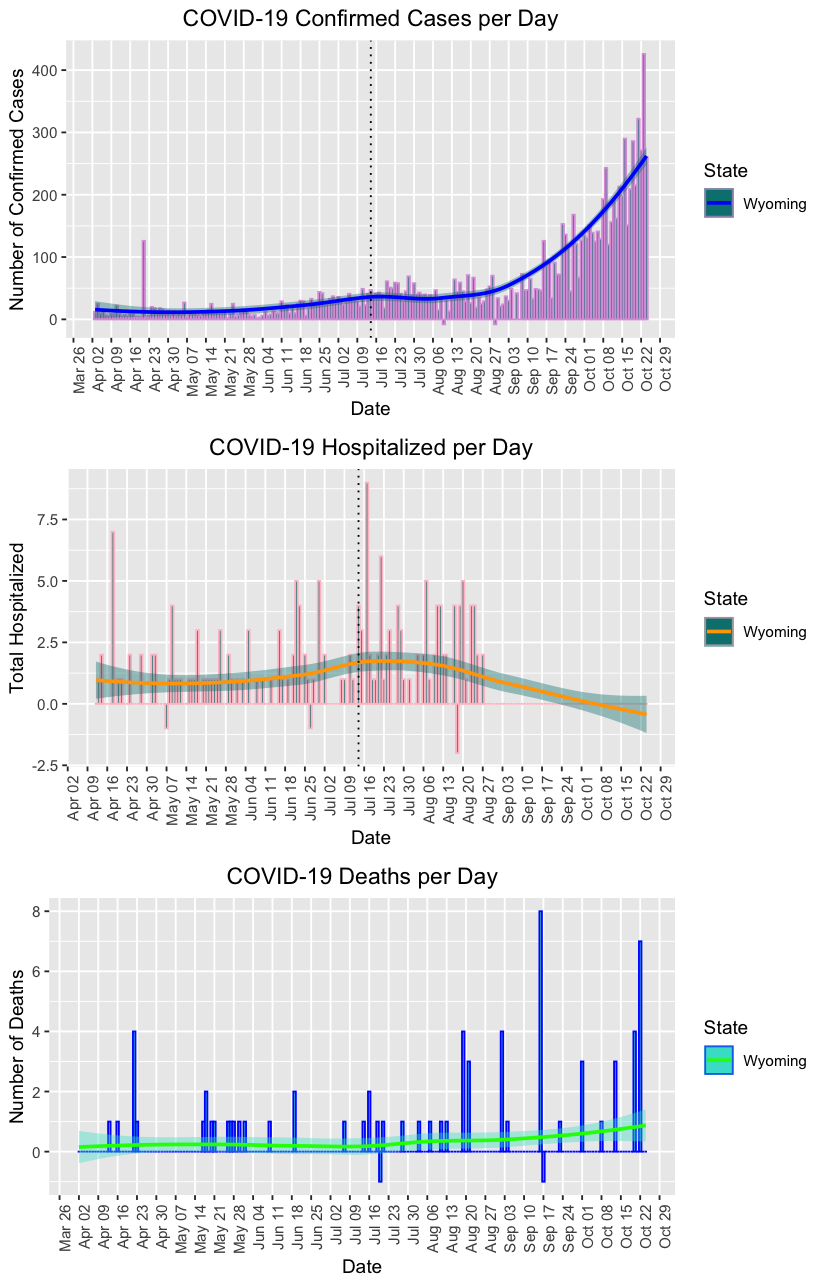 COVID-19 Confirmed Cases per Day
Number of Confirmed Cases
400
300
200
100
0
Mar 26 Apr 02 Apr 09 Apr 16 Apr 23 Apr 30 May 07 May 14 May 21 May 28 Jun 04 Jun 11 Jun 18 Jun 25 Jul 02 Jul 09 Jul 16 Jul 23 Jul 30 Aug 06 Aug 13 Aug 20 Aug 27 Sep 03 Sep 10 Sep 17 Sep 24 Oct 01 Oct 08 Oct 15 Oct 22 Oct 29
Date
State
Wyoming
COVID-19 Hospitalized per Day
Total Hospitalized
7.5
5.0
2.5
0.0
-2.5
Apr 02 Apr 09 Apr 16 Apr 23 Apr 30 May 07 May 14 May 21 May 28 Jun 04 Jun 11 Jun 18 Jun 25 Jul 02 Jul 09 Jul 16 Jul 23 Jul 30 Aug 06 Aug 13 Aug 20 Aug 27 Sep 03 Sep 10 Sep 17 Sep 24 Oct 01 Oct 08 Oct 15 Oct 22 Oct 29
Date
State
Wyoming
COVID-19 Deaths per Day
Number of Deaths
8
6
4
2
0
Mar 26 Apr 02 Apr 09 Apr 16 Apr 23 Apr 30 May 07 May 14 May 21 May 28 Jun 04 Jun 11 Jun 18 Jun 25 Jul 02 Jul 09 Jul 16 Jul 23 Jul 30 Aug 06 Aug 13 Aug 20 Aug 27 Sep 03 Sep 10 Sep 17 Sep 24 Oct 01 Oct 08 Oct 15 Oct 22 Oct 29
Date
State
Wyoming